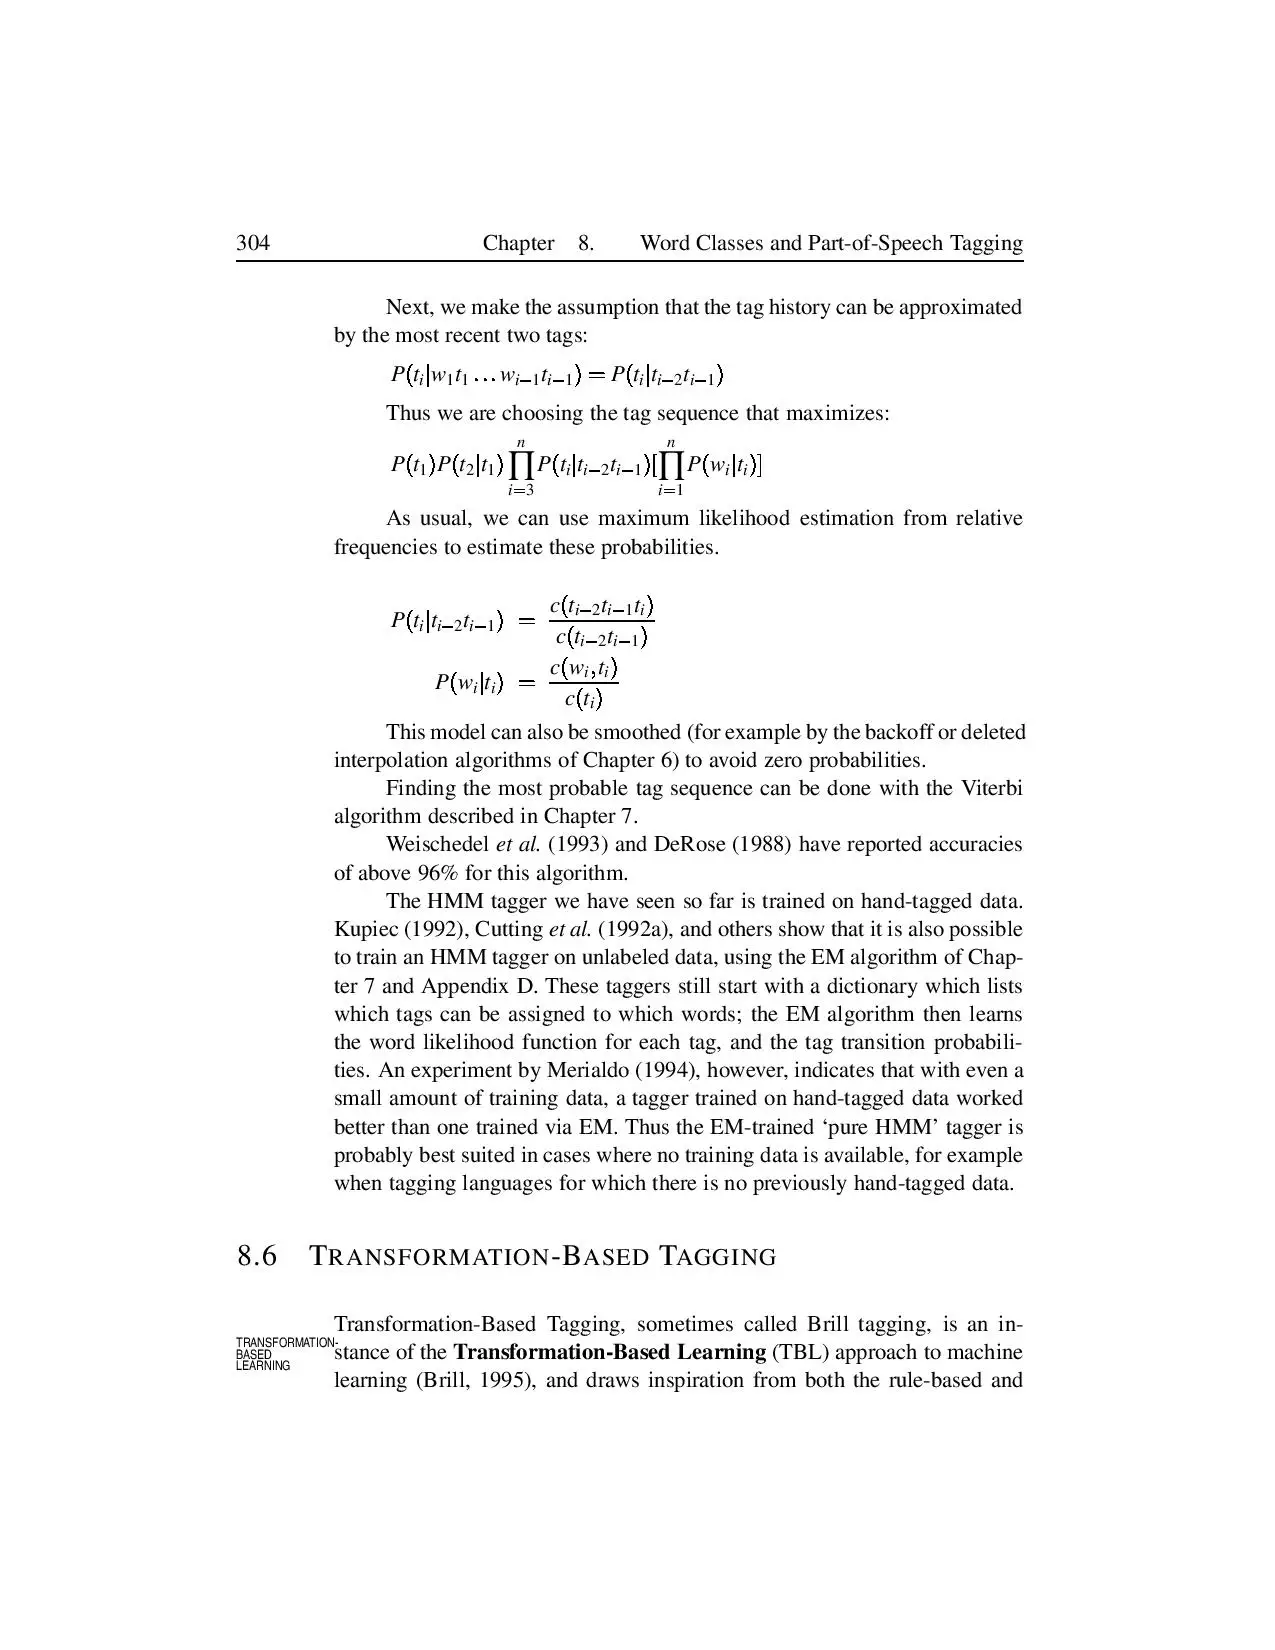 304 Chapter 8. Word Classes and Part-of-Speech Tagging
Next, we make the assumption that the tag history can be approximated
by the most recent two tags:
P(t_i|w_1t_1 … w_{i−1}t_{i−1}) = P(t_i|t_{i−2}t_{i−1})
Thus we are choosing the tag sequence that maximizes:
P(t_1)P(t_2|t_1) ∏_{i=3}^{n} P(t_i|t_{i−2}t_{i−1})[∏_{i=1}^{n} P(w_i|t_i)]
As usual, we can use maximum likelihood estimation from relative
frequencies to estimate these probabilities.
P(t_i|t_{i−2}t_{i−1}) = c(t_{i−2}t_{i−1}t_i) / c(t_{i−2}t_{i−1})
P(w_i|t_i) = c(w_i,t_i) / c(t_i)
This model can also be smoothed (for example by the backoff or deleted
interpolation algorithms of Chapter 6) to avoid zero probabilities.
Finding the most probable tag sequence can be done with the Viterbi
algorithm described in Chapter 7.
Weischedel et al. (1993) and DeRose (1988) have reported accuracies
of above 96% for this algorithm.
The HMM tagger we have seen so far is trained on hand-tagged data.
Kupiec (1992), Cutting et al. (1992a), and others show that it is also possible
to train an HMM tagger on unlabeled data, using the EM algorithm of Chap-
ter 7 and Appendix D. These taggers still start with a dictionary which lists
which tags can be assigned to which words; the EM algorithm then learns
the word likelihood function for each tag, and the tag transition probabili-
ties. An experiment by Merialdo (1994), however, indicates that with even a
small amount of training data, a tagger trained on hand-tagged data worked
better than one trained via EM. Thus the EM-trained ‘pure HMM’ tagger is
probably best suited in cases where no training data is available, for example
when tagging languages for which there is no previously hand-tagged data.
8.6 TRANSFORMATION-BASED TAGGING
Transformation-Based Tagging, sometimes called Brill tagging, is an in-
TRANSFORMATION-
BASED
LEARNING
stance of the Transformation-Based Learning (TBL) approach to machine
learning (Brill, 1995), and draws inspiration from both the rule-based and